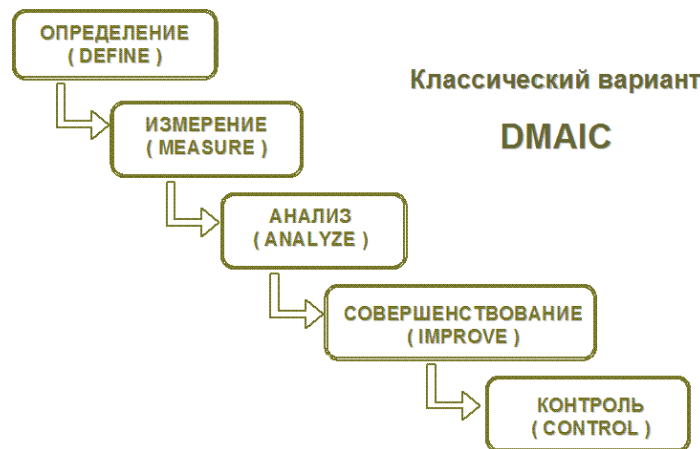 ОПРЕДЕЛЕНИЕ
( DEFINE )
Классический вариант
DMAIC
ИЗМЕРЕНИЕ
( MEASURE )
АНАЛИЗ
( ANALYZE )
СОВЕРШЕНСТВОВАНИЕ
( IMPROVE )
КОНТРОЛЬ
( CONTROL )